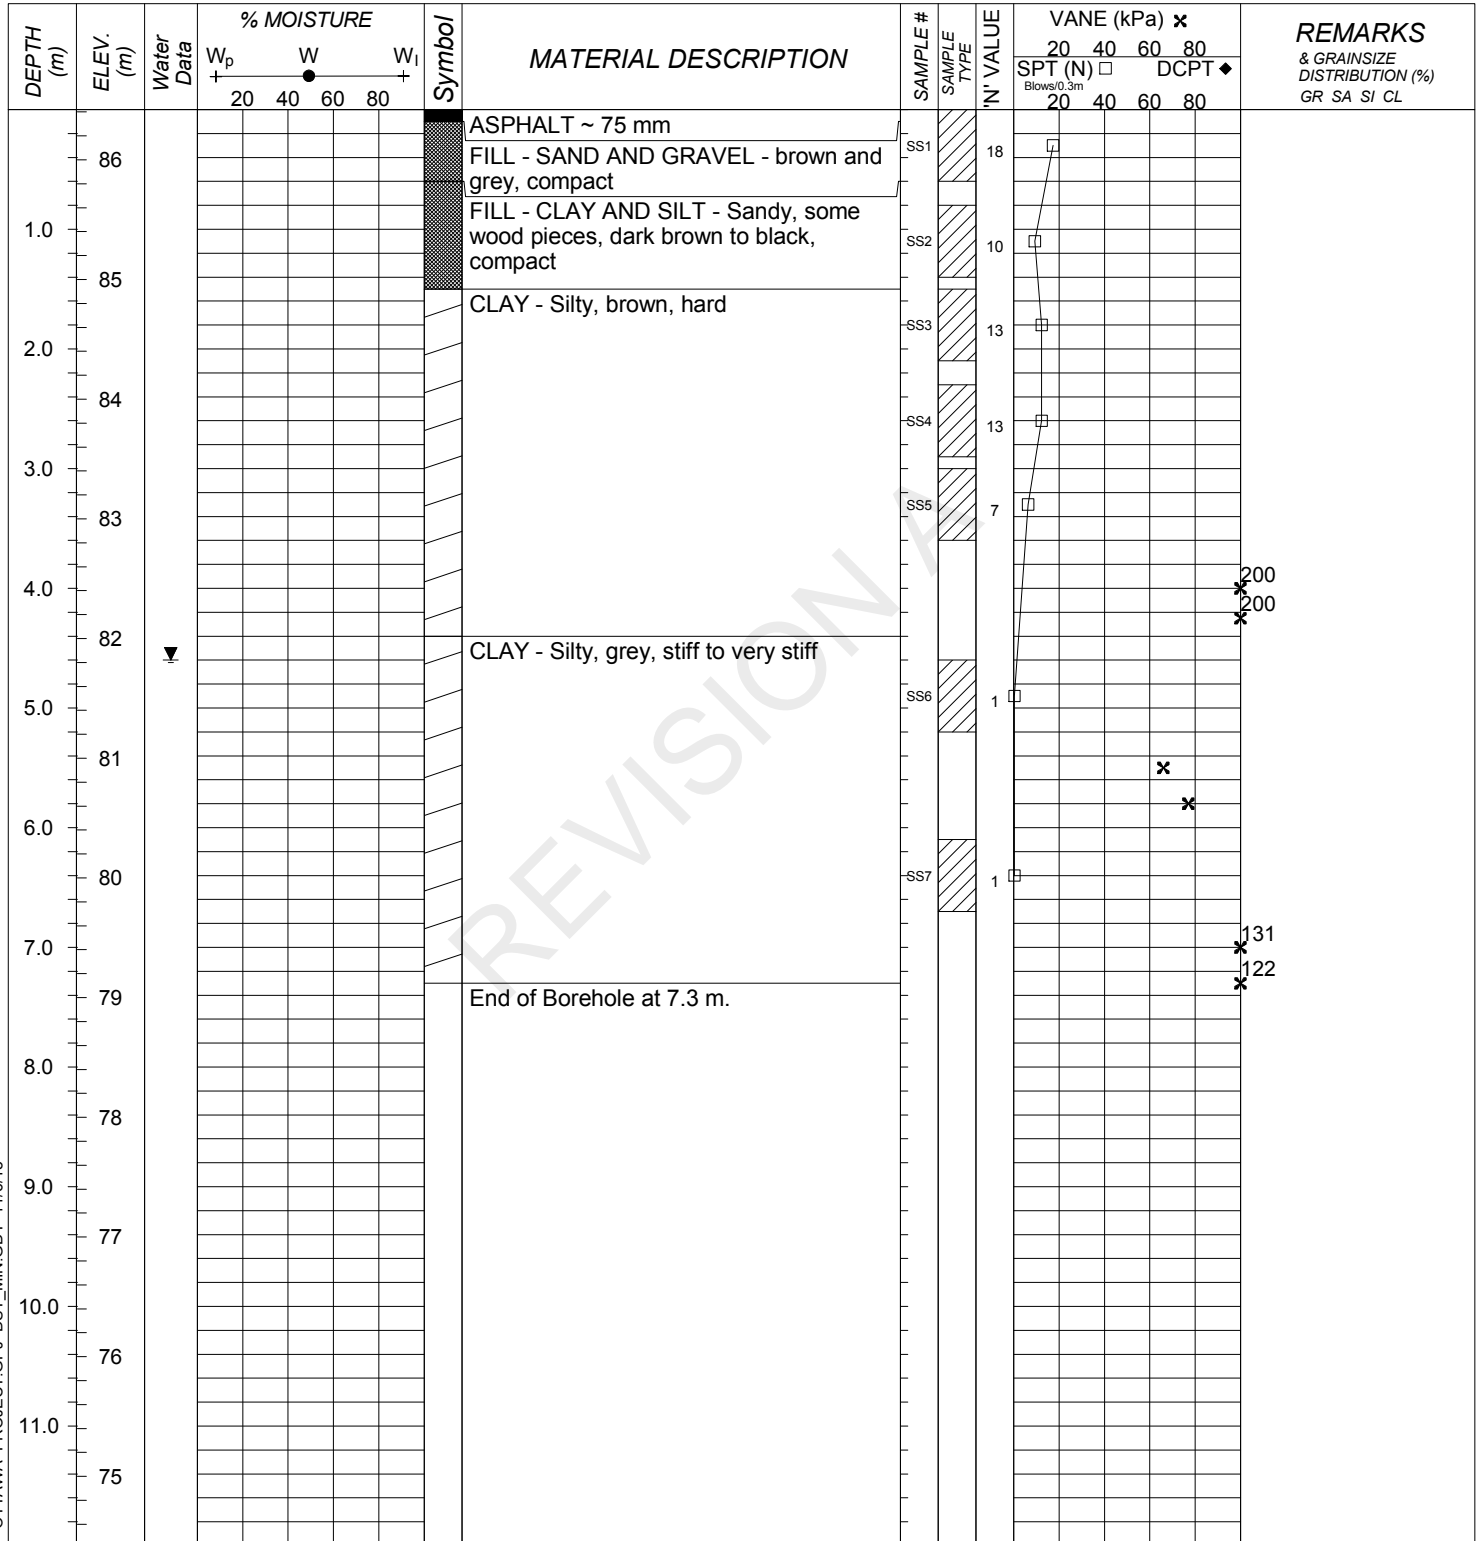 DEPTH (m)
ELEV. (m)
Water Data
% MOISTURE
Wp W Wl
20 40 60 80
Symbol
MATERIAL DESCRIPTION
SAMPLE #
SAMPLE TYPE
'N' VALUE
VANE (kPa)
20 40 60 80
SPT (N) DCPT
Blows/0.3m
20 40 60 80
REMARKS
& GRAINSIZE
DISTRIBUTION (%)
GR SA SI CL
ASPHALT ~ 75 mm
FILL - SAND AND GRAVEL - brown and
grey, compact
FILL - CLAY AND SILT - Sandy, some
wood pieces, dark brown to black,
compact
CLAY - Silty, brown, hard
CLAY - Silty, grey, stiff to very stiff
End of Borehole at 7.3 m.
1.0
2.0
3.0
4.0
5.0
6.0
7.0
8.0
9.0
10.0
11.0
86
85
84
83
82
81
80
79
78
77
76
75
SS1 18
SS2 10
SS3 13
SS4 13
SS5 7
SS6 1
SS7 1
200
200
131
122
REVISION A